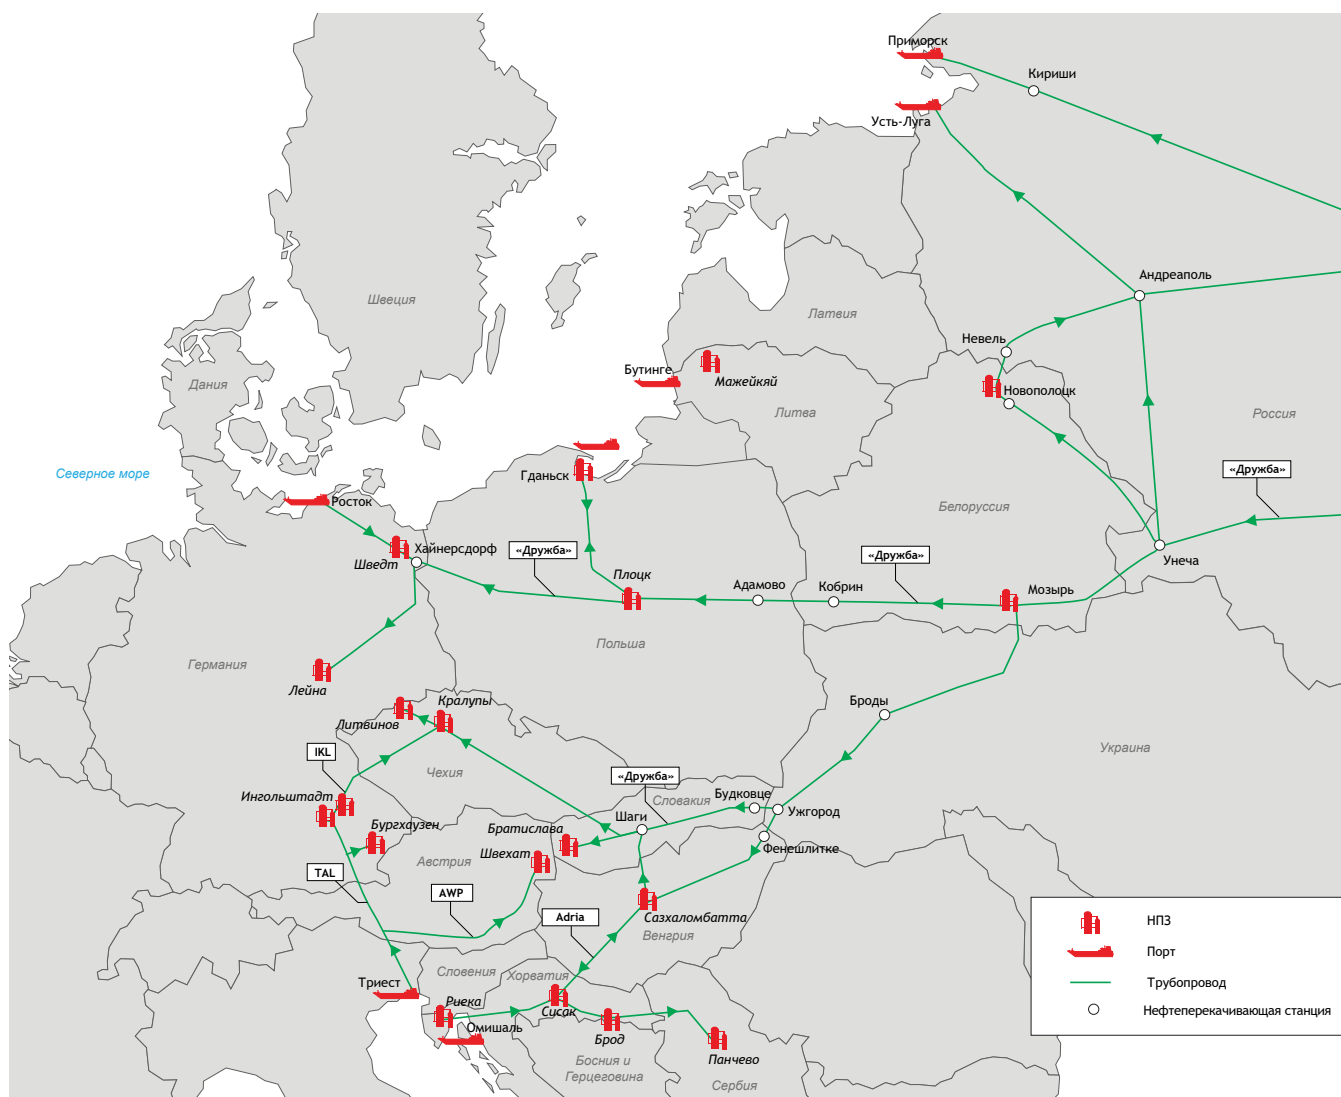 Приморск
Кириши
Усть-Луга
Андреаполь
Швеция
Латвия
Невель
Бутинге
Мажейкяй
Дания
Новополоцк
Литва
Россия
Северное море
Гданьск
«Дружба»
Росток
Белоруссия
Хайнерсдорф
«Дружба»
«Дружба»
Шведт
Унеча
Плоцк
Адамово
Кобрин
Мозырь
Польша
Германия
Лейна
Кралупы
Броды
Литвинов
IKL
Украина
Чехия
«Дружба»
Будковце
Словакия
Ингольштадт
Ужгород
Шаги
Бургхаузен
Братислава
Фенешлитке
Швехат
Австрия
TAL
AWP
Adria
Сазхаломбатта
Венгрия
НПЗ
Порт
Словения
Хорватия
Триест
Трубопровод
Риека
Сисак
Нефтеперекачивающая станция
Омишаль
Брод
Панчево
Босния и
Герцеговина
Сербия